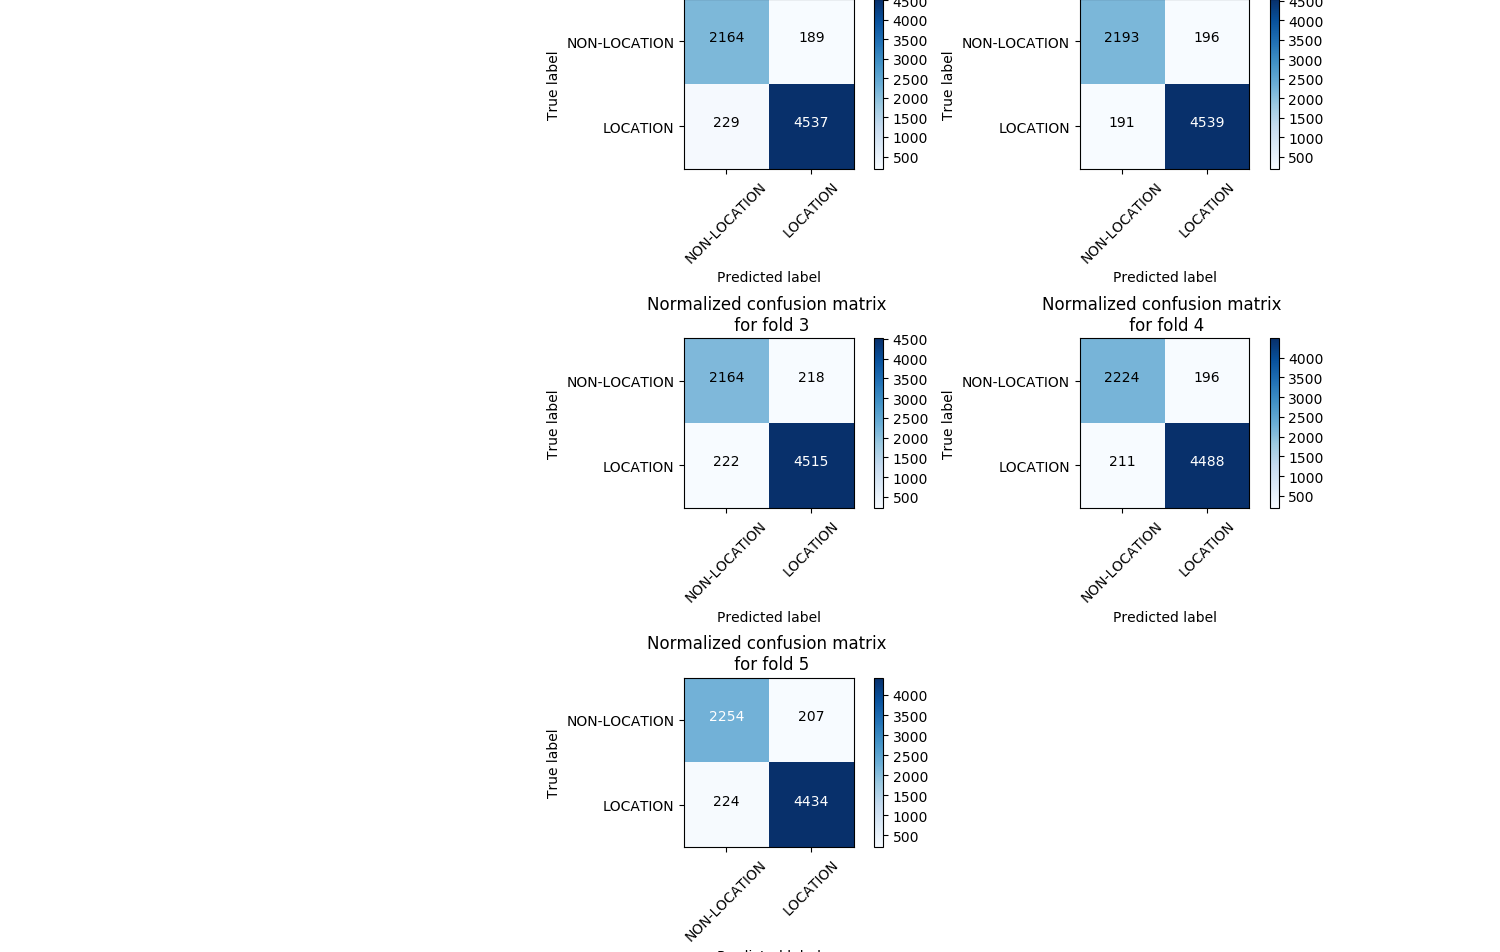 4500
4000
3500
3000
2500
2000
1500
1000
500
NON-LOCATION
LOCATION
True label
2164 189
229 4537
NON-LOCATION
LOCATION
Predicted label
4500
4000
3500
3000
2500
2000
1500
1000
500
NON-LOCATION
LOCATION
True label
2193 196
191 4539
NON-LOCATION
LOCATION
Predicted label
Normalized confusion matrix
for fold 3
NON-LOCATION
LOCATION
True label
2164 218
222 4515
4500
4000
3500
3000
2500
2000
1500
1000
500
NON-LOCATION
LOCATION
Predicted label
Normalized confusion matrix
for fold 4
NON-LOCATION
LOCATION
True label
2224 196
211 4488
4000
3500
3000
2500
2000
1500
1000
500
NON-LOCATION
LOCATION
Predicted label
Normalized confusion matrix
for fold 5
NON-LOCATION
LOCATION
True label
2254 207
224 4434
4000
3500
3000
2500
2000
1500
1000
500
NON-LOCATION
LOCATION